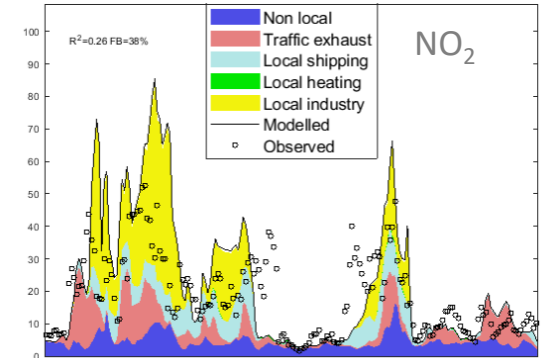 100
90
80
70
60
50
40
30
20
10
0
R²=0.26 FB=38%
Non local
Traffic exhaust
Local shipping
Local heating
Local industry
Modelled
Observed
NO₂